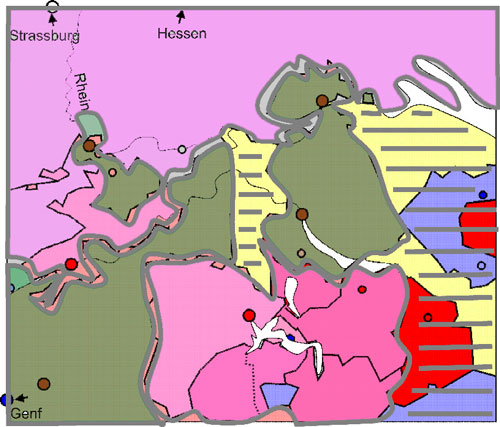 Strassburg
Hessen
Rhein
Genf